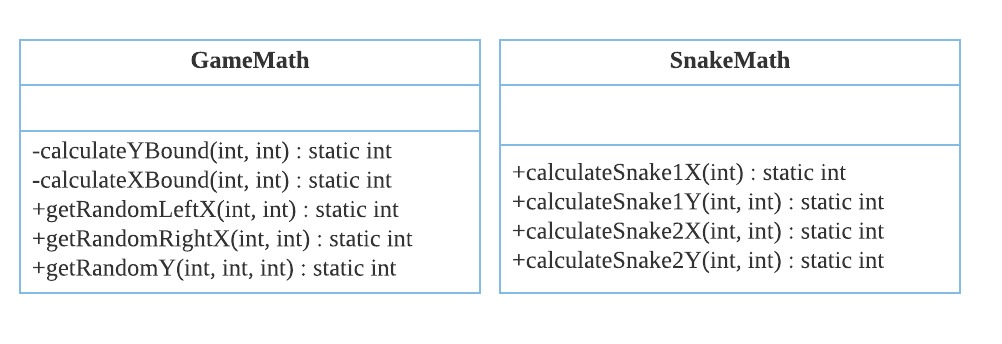 GameMath
-calculateYBound(int, int) : static int
-calculateXBound(int, int) : static int
+getRandomLeftX(int, int) : static int
+getRandomRightX(int, int) : static int
+getRandomY(int, int, int) : static int
SnakeMath
+calculateSnake1X(int) : static int
+calculateSnake1Y(int, int) : static int
+calculateSnake2X(int, int) : static int
+calculateSnake2Y(int, int) : static int